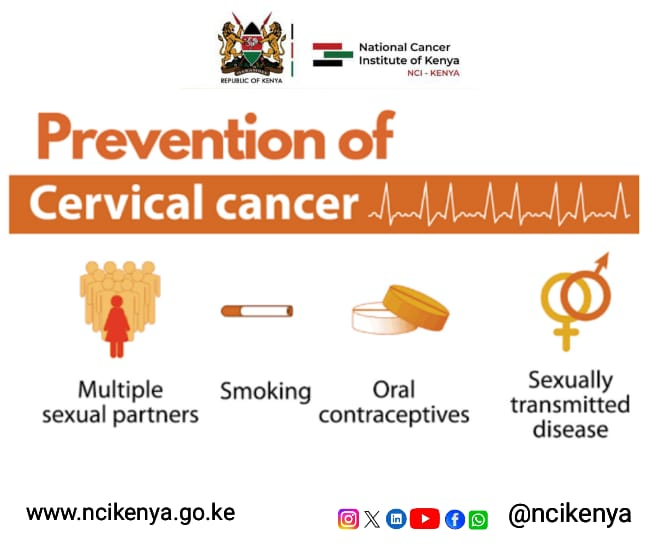 REPUBLIC OF KENYA
National Cancer
Institute of Kenya
NCI - KENYA
Prevention of
Cervical cancer
Multiple
sexual partners
Smoking
Oral
contraceptives
Sexually
transmitted
disease
www.ncikenya.go.ke
@ncikenya